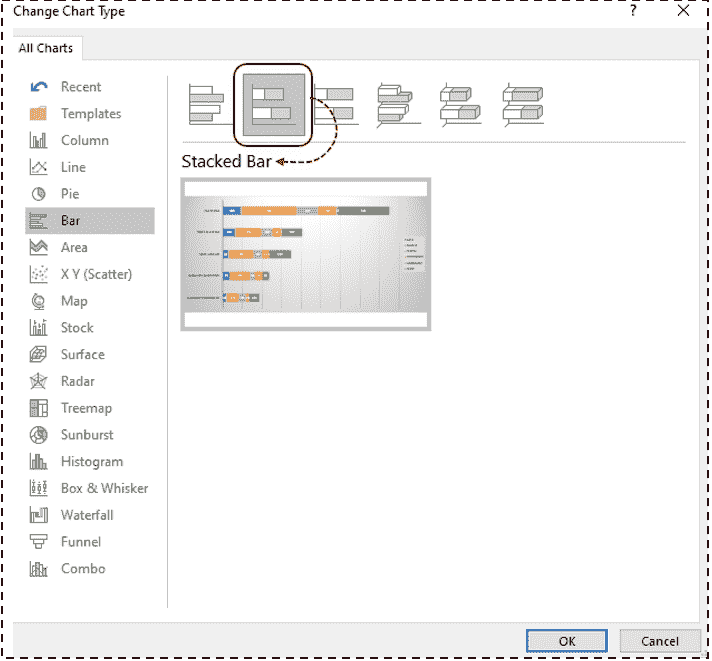 Change Chart Type
?
All Charts
Recent
Templates
Column
Line
Pie
Bar
Area
X Y (Scatter)
Map
Stock
Surface
Radar
Treemap
Sunburst
Histogram
Box & Whisker
Waterfall
Funnel
Combo
Stacked Bar
OK
Cancel